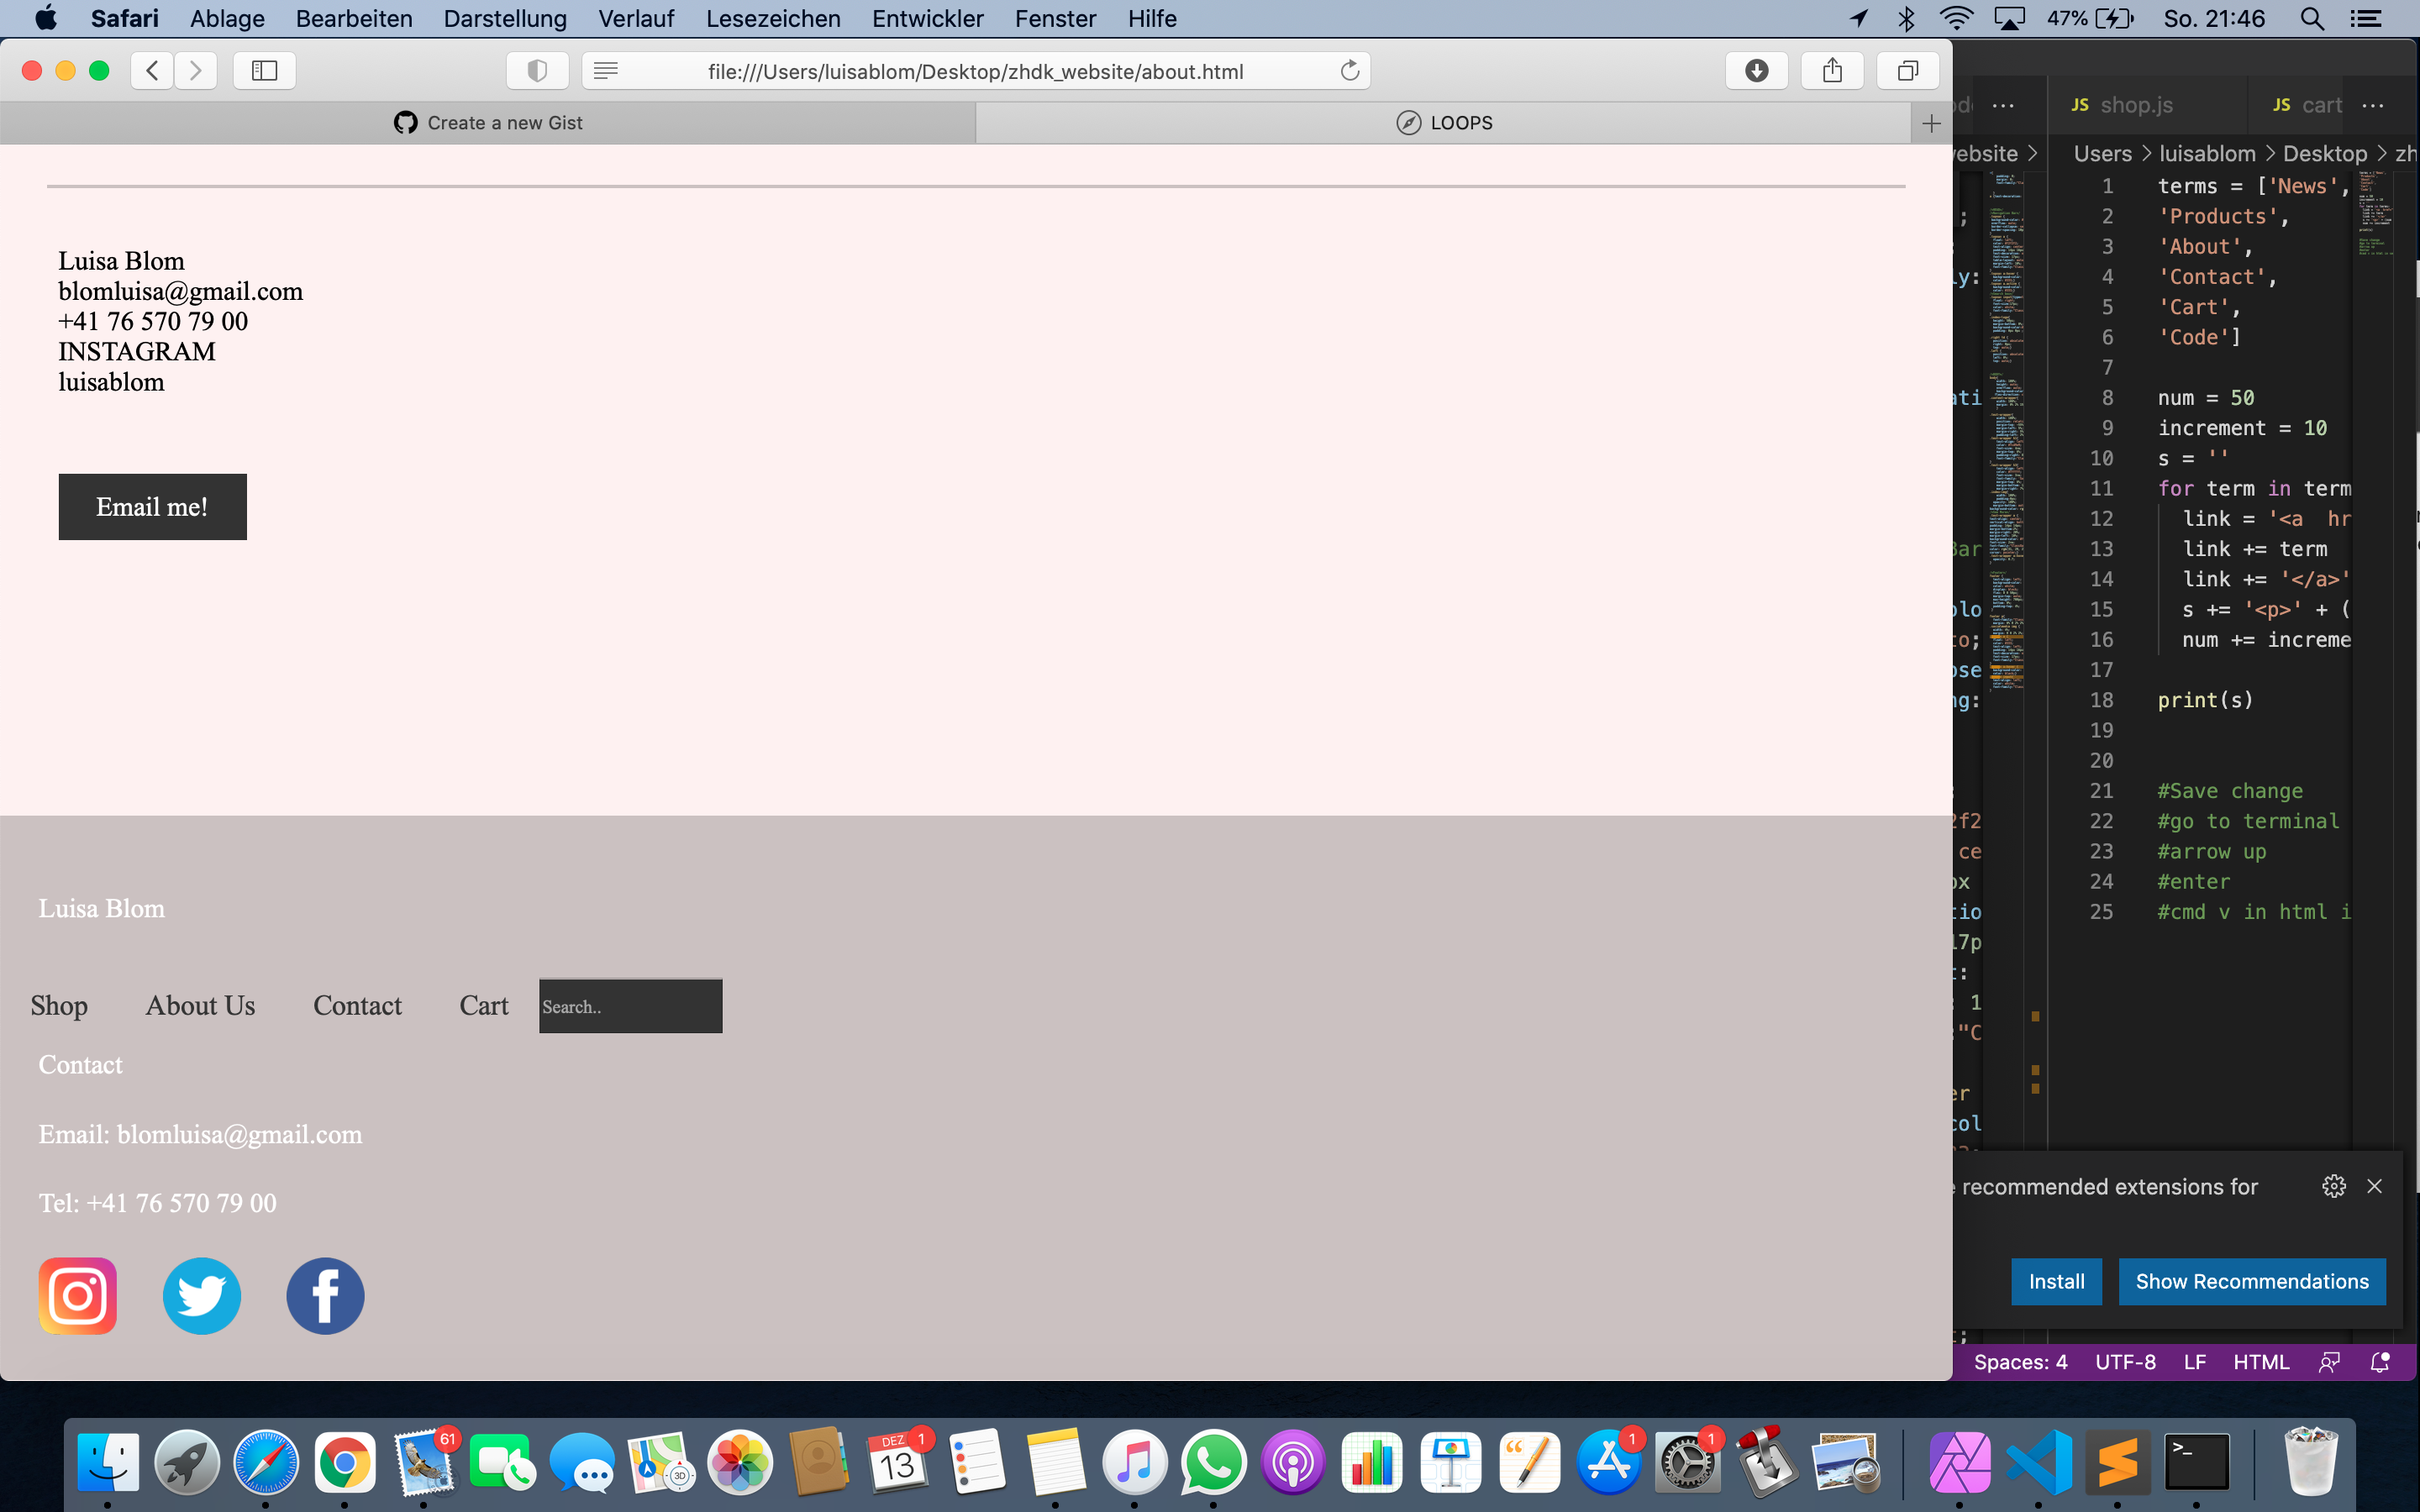 Safari Ablage Bearbeiten Darstellung Verlauf Lesezeichen Entwickler Fenster Hilfe 47% So. 21:46
file:///Users/luisablom/Desktop/zhdk_website/about.html
Create a new Gist LOOPS
Luisa Blom
blomluisa@gmail.com
+41 76 570 79 00
INSTAGRAM
luisablom
Email me!
Luisa Blom
Shop About Us Contact Cart Search..
Contact
Email: blomluisa@gmail.com
Tel: +41 76 570 79 00
JS shop.js JS cart ...
ebsite > Users > luisablom > Desktop > zh
1 terms = ['News',
2 'Products',
3 'About',
4 'Contact',
5 'Cart',
6 'Code']
7
8 num = 50
9 increment = 10
10 s = ''
11 for term in term
12 link = '<a  hr
13 link += term
14 link += '</a>'
15 s += '<p>' + (
16 num += increme
17
18 print(s)
19
20
21 #Save change
22 #go to terminal
23 #arrow up
24 #enter
25 #cmd v in html i
recommended extensions for
Install Show Recommendations
Spaces: 4 UTF-8 LF HTML
61 DEZ 13 1 3D 1 1